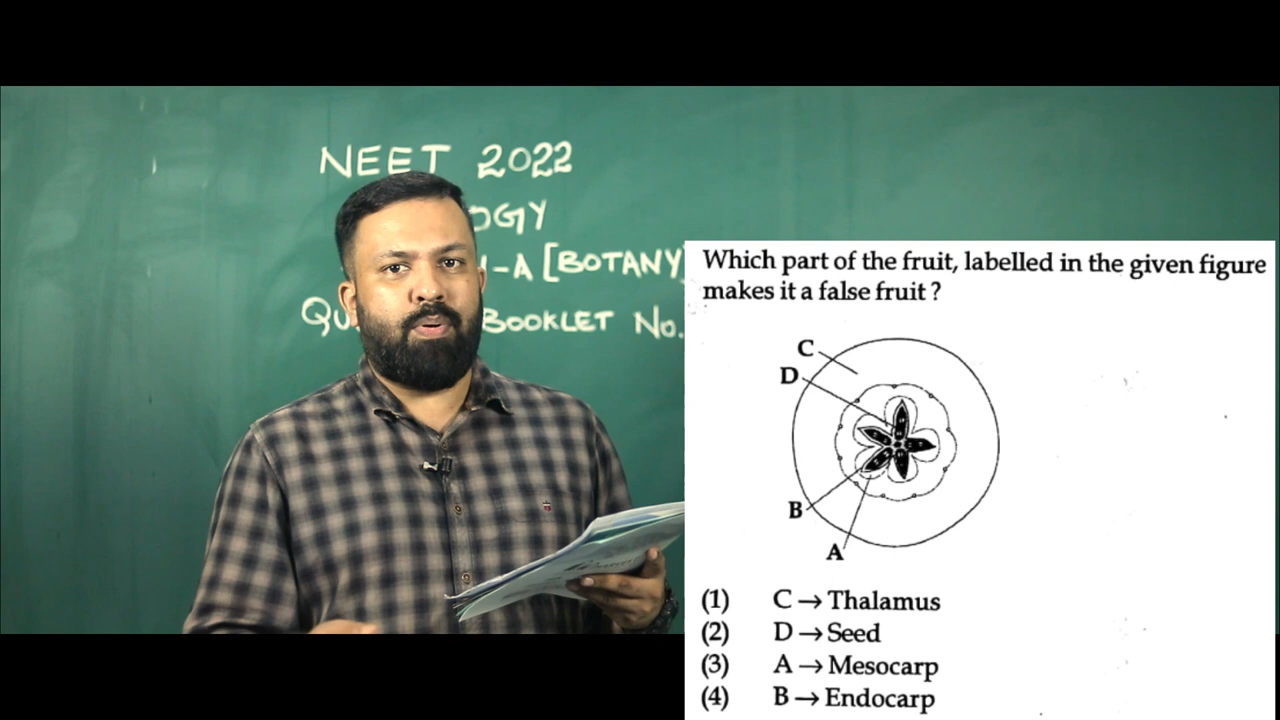 NEET 2022
OGY
-A [BOTANY]
BOOKLET No.
Which part of the fruit, labelled in the given figure
makes it a false fruit ?
C
D
B
A
(1) C → Thalamus
(2) D → Seed
(3) A → Mesocarp
(4) B → Endocarp